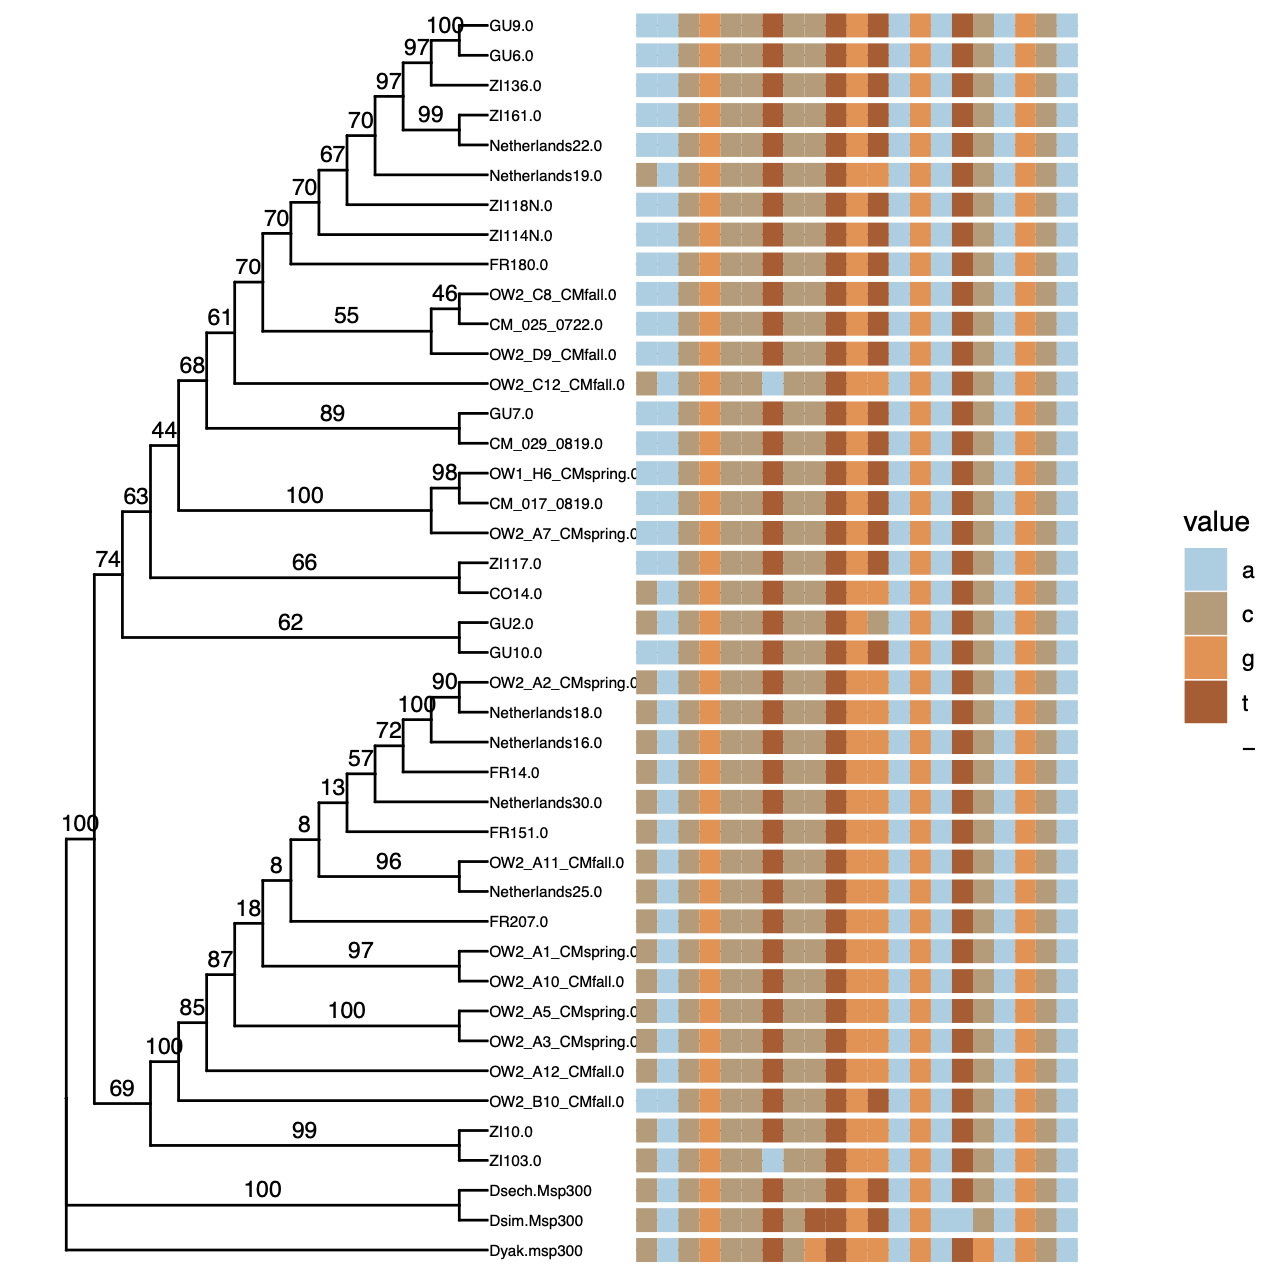 100 GU9.0
97 GU6.0
97 ZI136.0
99 ZI161.0
70 Netherlands22.0
67 Netherlands19.0
70 ZI118N.0
70 ZI114N.0
70 FR180.0
46 OW2_C8_CMfall.0
61 55 CM_025_0722.0
OW2_D9_CMfall.0
68 OW2_C12_CMfall.0
89 GU7.0
44 CM_029_0819.0
98 OW1_H6_CMspring.0
63 100 CM_017_0819.0
OW2_A7_CMspring.0
74 66 ZI117.0
CO14.0
62 GU2.0
GU10.0
90 OW2_A2_CMspring.0
100 Netherlands18.0
72 Netherlands16.0
57 FR14.0
13 Netherlands30.0
100 8 FR151.0
8 96 OW2_A11_CMfall.0
Netherlands25.0
18 FR207.0
87 97 OW2_A1_CMspring.0
OW2_A10_CMfall.0
85 100 OW2_A5_CMspring.0
100 OW2_A3_CMspring.0
OW2_A12_CMfall.0
69 OW2_B10_CMfall.0
99 ZI10.0
ZI103.0
100 Dsech.Msp300
Dsim.Msp300
Dyak.msp300
value
a
c
g
t
–